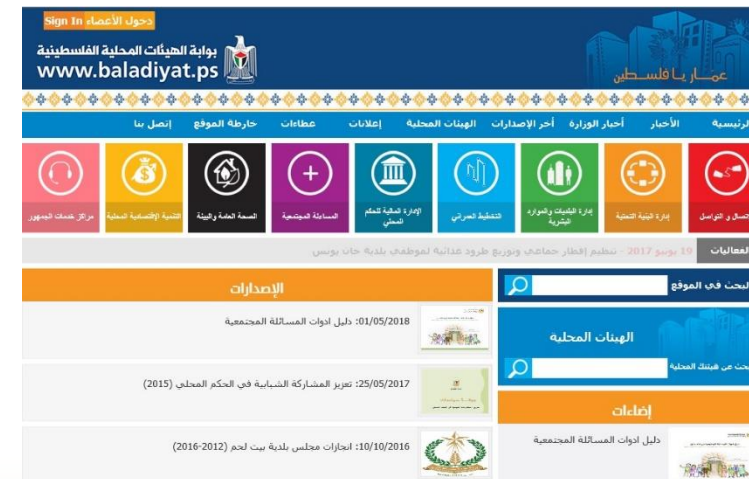 دخول الأعضاء Sign In
بوابة الهيئات المحلية الفلسطينية
www.baladiyat.ps
عمــار يـا فلســطين
الرئيسية الأخبار أخبار الوزارة أخر الإصدارات الهيئات المحلية إعلانات عطاءات خارطة الموقع إتصل بنا
إدارة البنية التحتية
إدارة البلديات والموارد البشرية
التخطيط العمراني
الإدارة المالية للحكم المحلي
المساءلة المجتمعية
الصحة العامة والبيئة
التنمية الإقتصادية المحلية
مراكز خدمات الجمهور
الفعاليات 19 يونيو 2017 - تنظيم إفطار جماعي وتوزيع طرود غذائية لموظفي بلدية خان يونس
البحث في الموقع
الهيئات المحلية
بحث عن هيئتك المحلية
إضاءات
دليل ادوات المسائلة المجتمعية
الإصدارات
01/05/2018: دليل ادوات المسائلة المجتمعية
25/05/2017: تعزيز المشاركة الشبابية في الحكم المحلي (2015)
10/10/2016: انجازات مجلس بلدية بيت لحم (2012-2016)